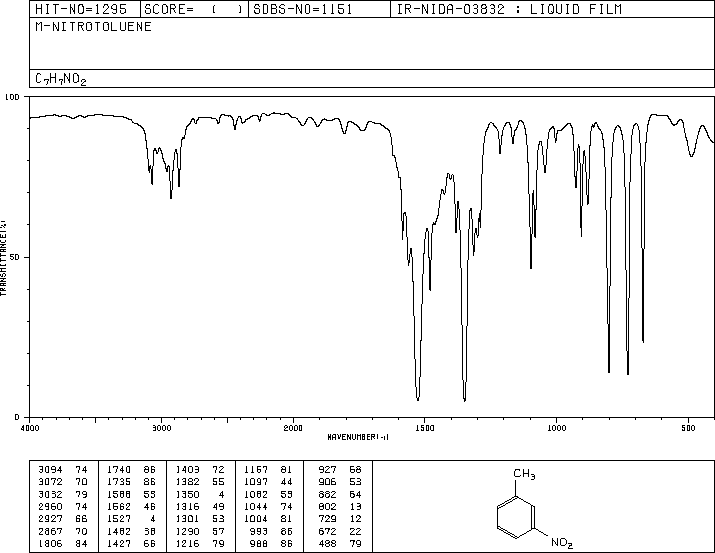 HIT-NO=1295 SCORE= ( ) SDBS-NO=1151 IR-NIDA-03832 : LIQUID FILM
M-NITROTOLUENE
C7H7NO2
100
50
0
TRANSMITTANCE(%)
4000 3000 2000 1500 1000 500
WAVENUMBER(-1)
3094 74 1740 86 1403 72 1167 81 927 68
3072 70 1735 86 1382 55 1097 44 906 53
3032 79 1588 53 1350 4 1082 53 882 64
2960 74 1562 46 1316 49 1044 74 802 13
2927 66 1527 4 1301 53 1004 81 729 12
2867 70 1482 38 1290 57 993 86 672 22
1806 84 1427 66 1216 79 988 86 488 79
CH3
NO2